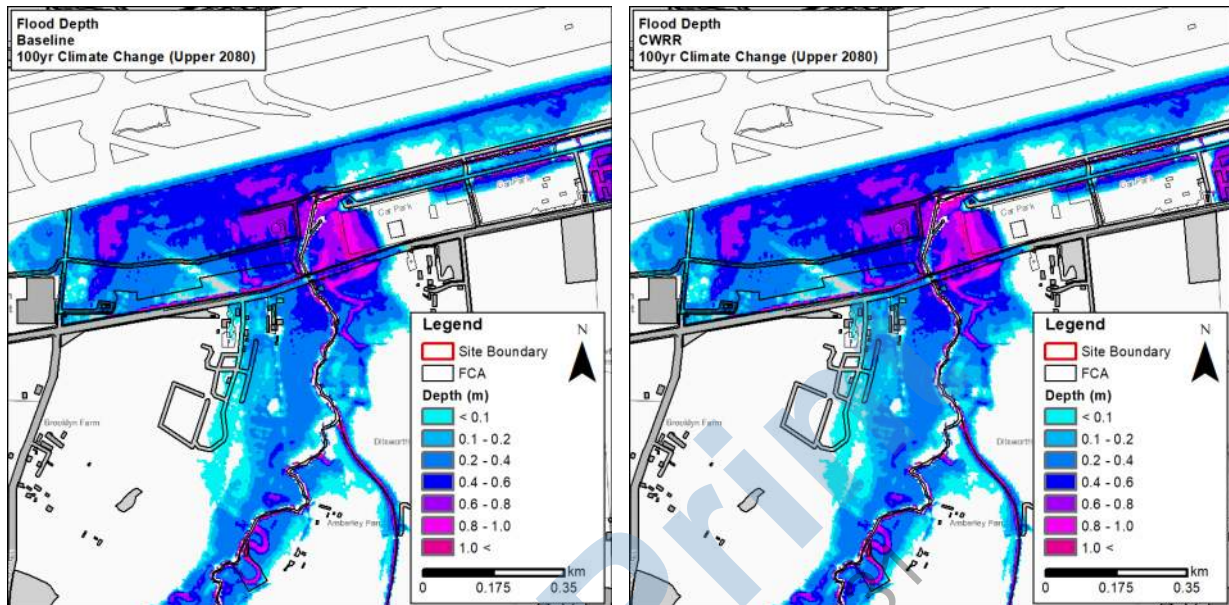 Flood Depth
Baseline
100yr Climate Change (Upper 2080)
Car Park
Car Park
Brooklyn Farm
Amberley Farm
Legend
N
Site Boundary
FCA
Depth (m)
< 0.1
0.1 - 0.2
0.2 - 0.4
0.4 - 0.6
0.6 - 0.8
0.8 - 1.0
1.0 <
km
0 0.175 0.35
Flood Depth
CWRR
100yr Climate Change (Upper 2080)
Car Park
Car Park
Brooklyn Farm
Amberley Farm
Legend
N
Site Boundary
FCA
Depth (m)
< 0.1
0.1 - 0.2
0.2 - 0.4
0.4 - 0.6
0.6 - 0.8
0.8 - 1.0
1.0 <
km
0 0.175 0.35